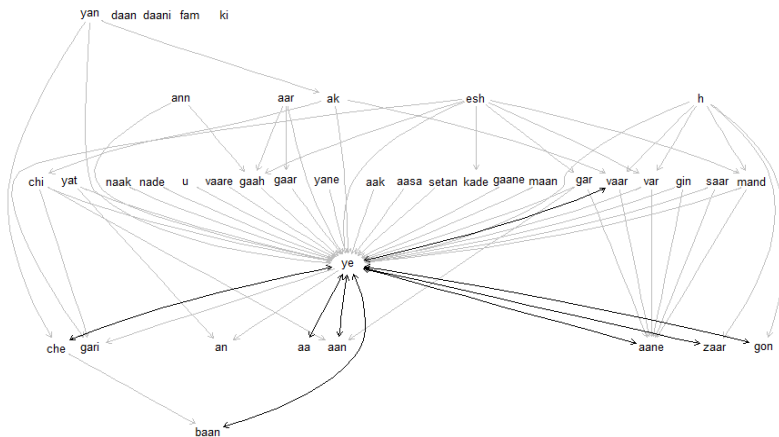 yan daan daani fam ki
ann aar ak esh h
chi yat naak nade u vaare gaah gaar yane aak aasa setan kade gaane maan gar vaar var gin saar mand
ye
che gari an aa aan aane zaar gon
baan